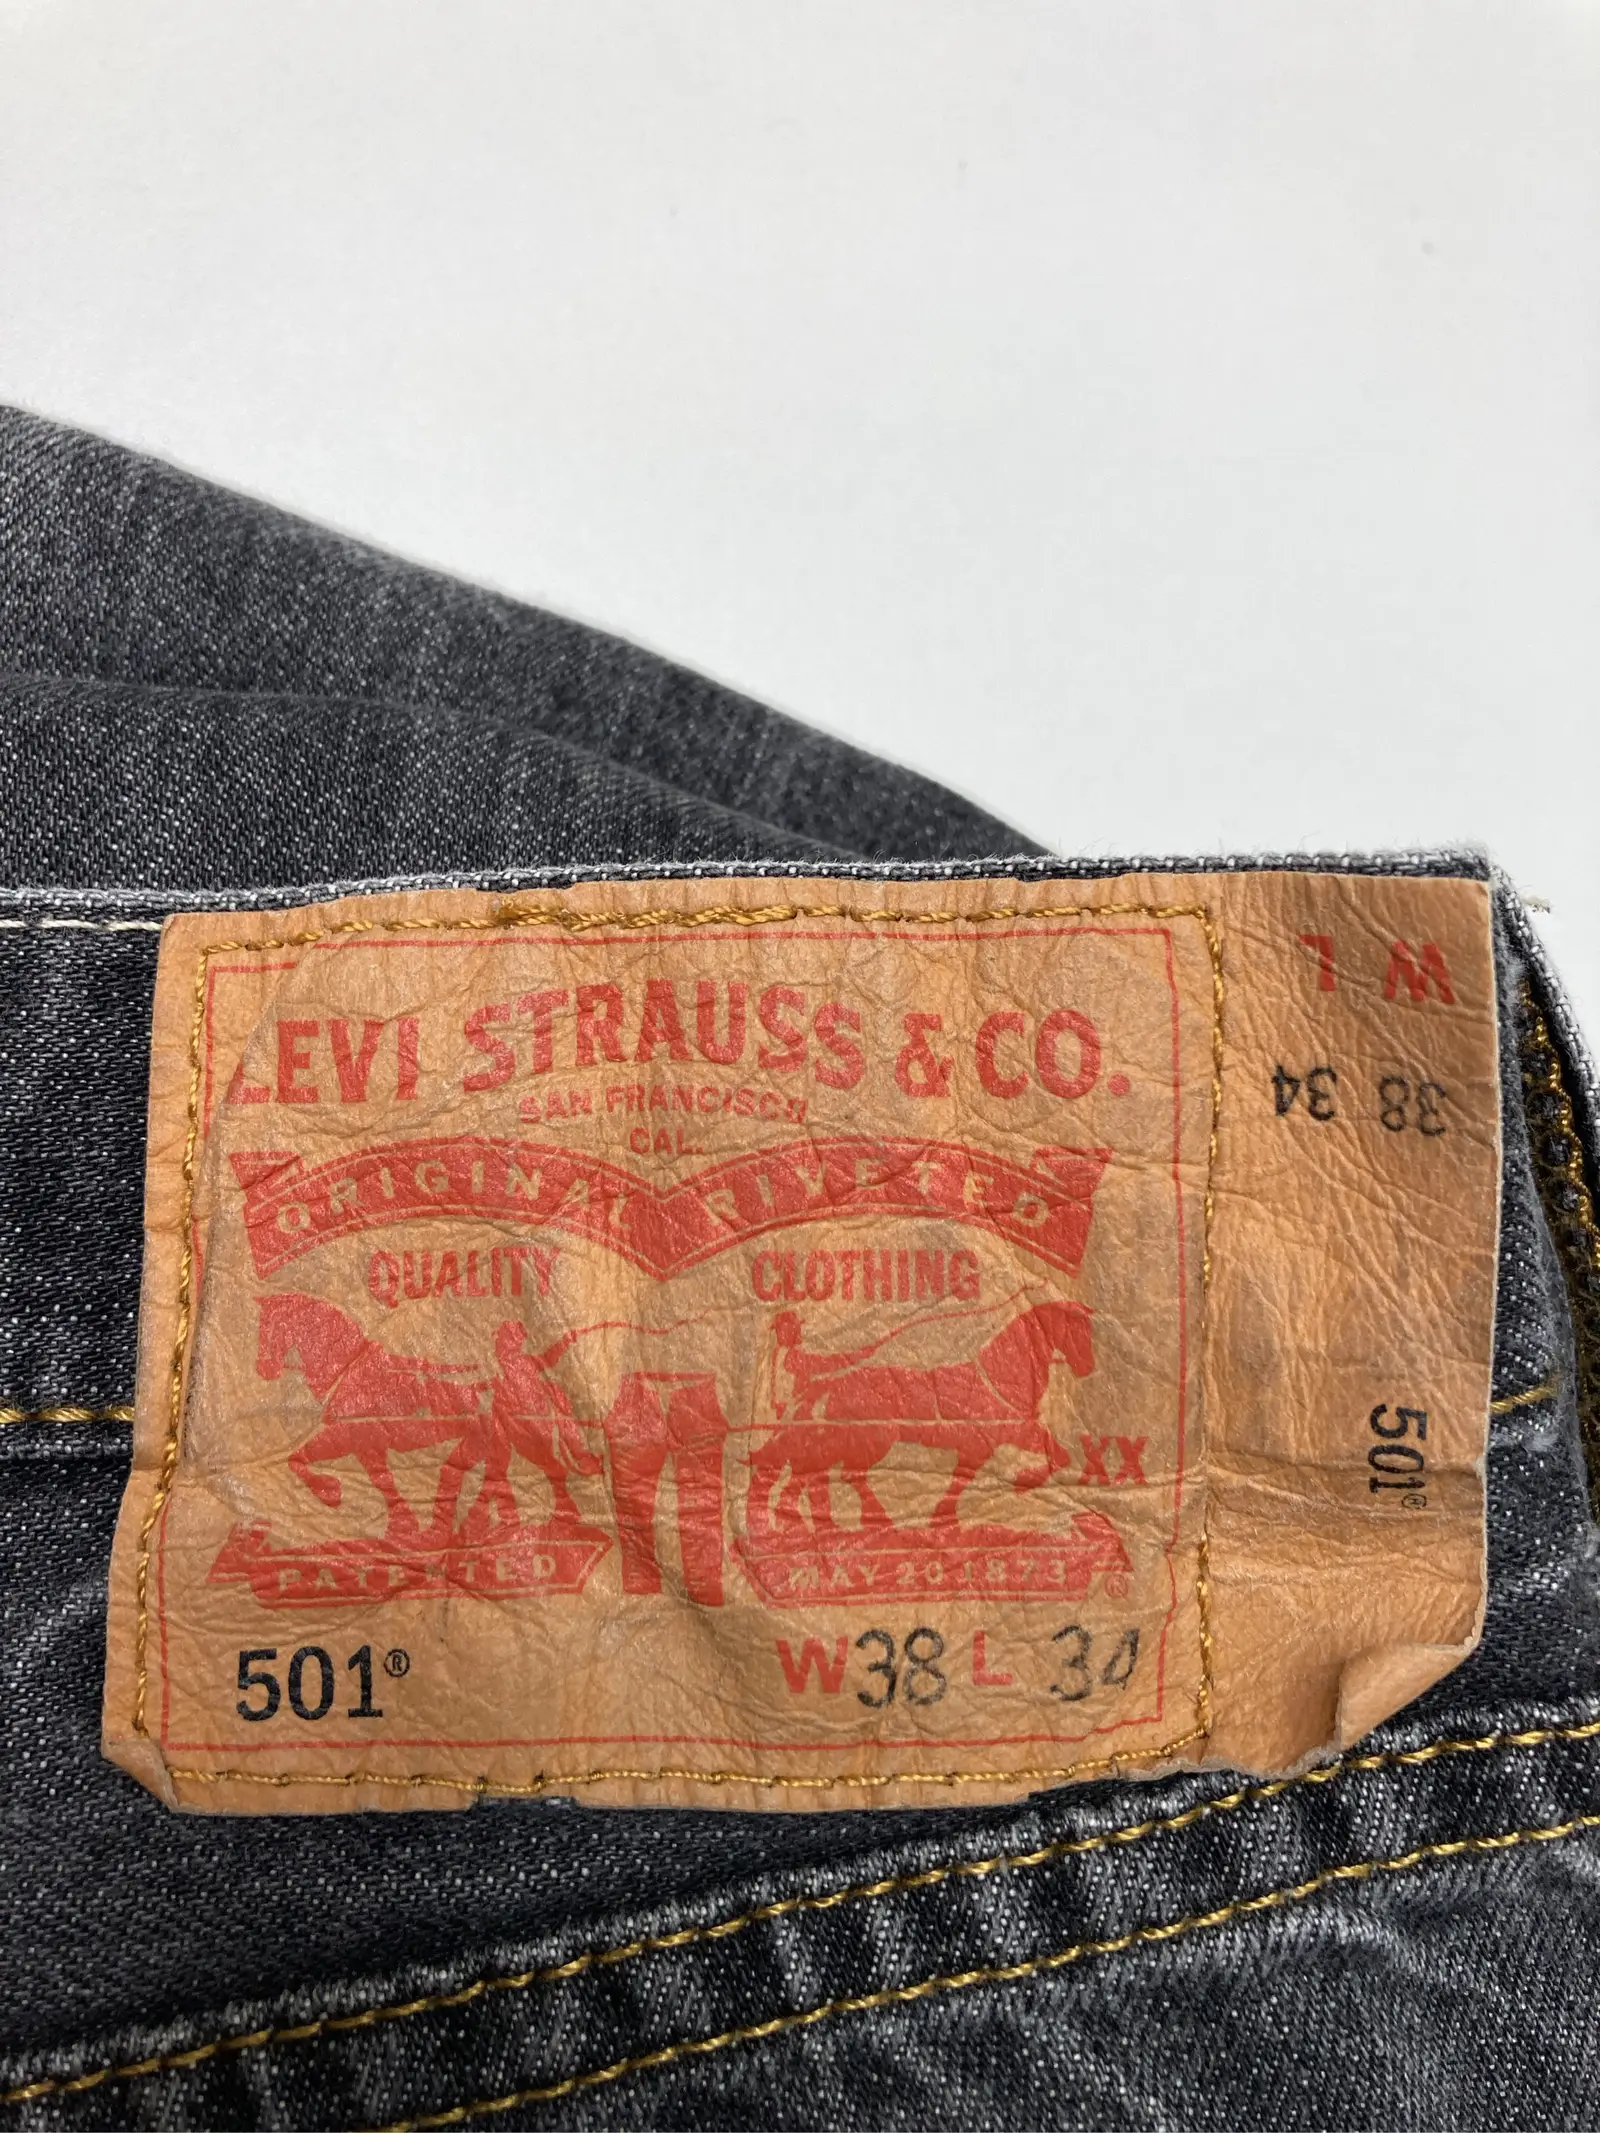 LEVI STRAUSS & CO.
SAN FRANCISCO
CAL.
ORIGINAL RIVETED
QUALITY CLOTHING
XX
PATENTED MAY 20 1873 ®
501® W 38 L 34
W L
38 34
501®